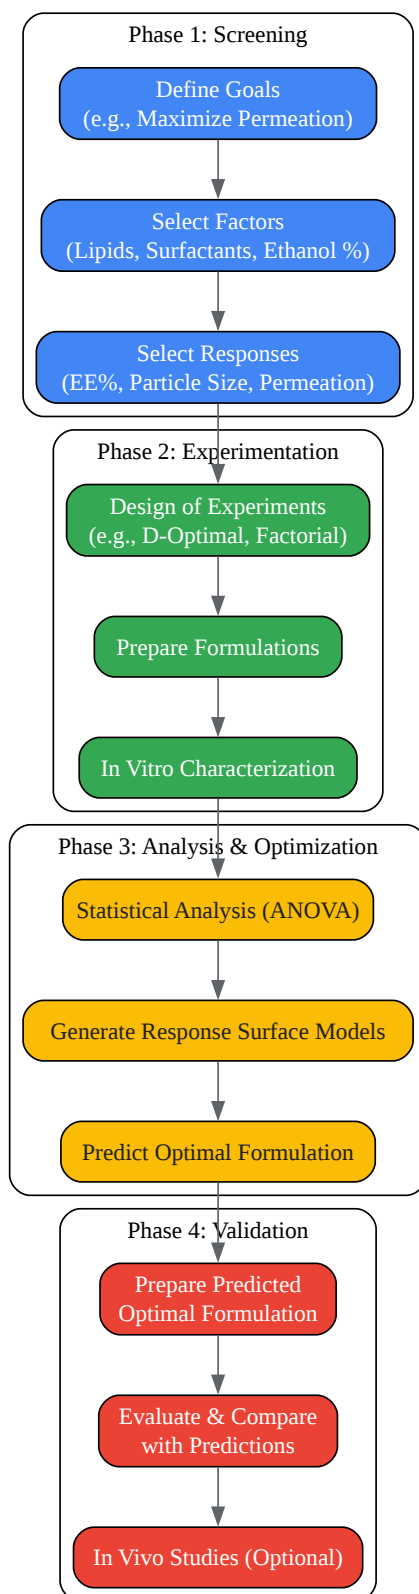 Phase 1: Screening
Define Goals
(e.g., Maximize Permeation)
Select Factors
(Lipids, Surfactants, Ethanol %)
Select Responses
(EE%, Particle Size, Permeation)
Phase 2: Experimentation
Design of Experiments
(e.g., D-Optimal, Factorial)
Prepare Formulations
In Vitro Characterization
Phase 3: Analysis & Optimization
Statistical Analysis (ANOVA)
Generate Response Surface Models
Predict Optimal Formulation
Phase 4: Validation
Prepare Predicted
Optimal Formulation
Evaluate & Compare
with Predictions
In Vivo Studies (Optional)